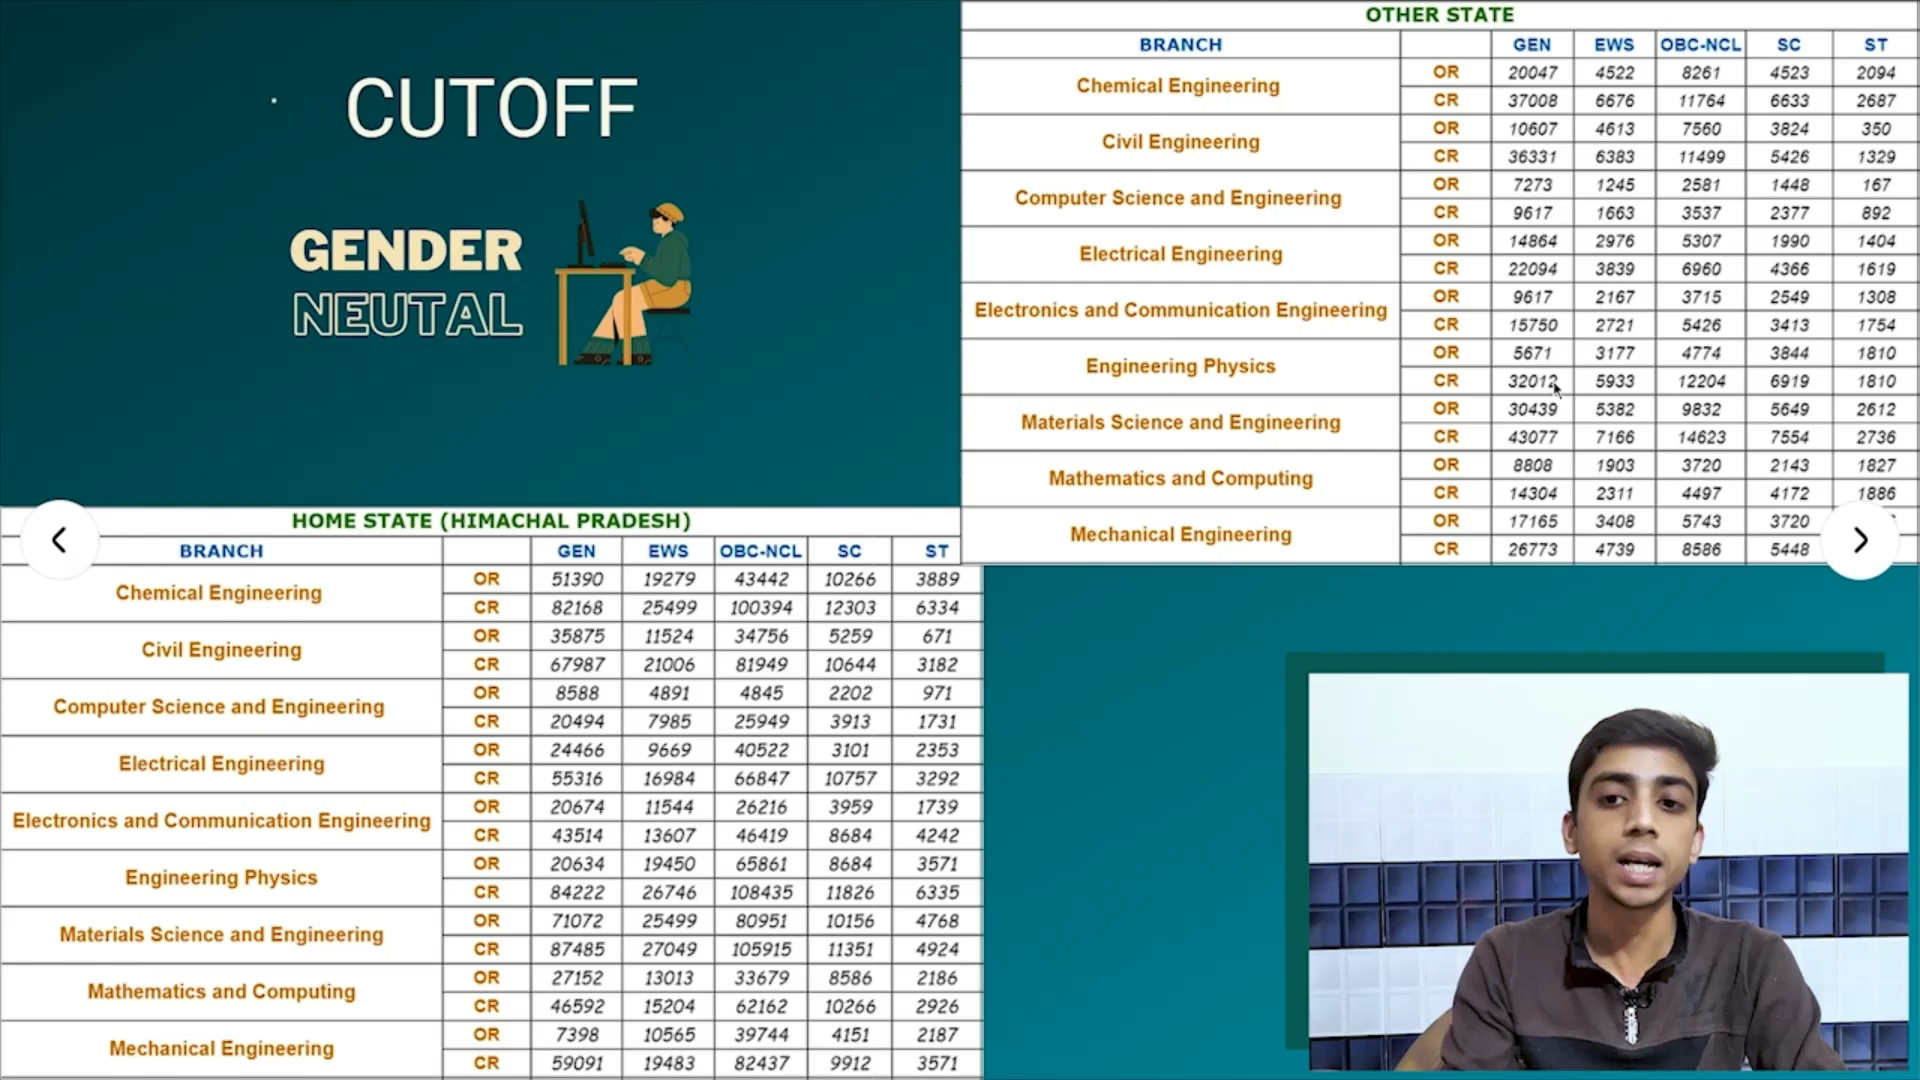 CUTOFF
GENDER
NEUTAL
OTHER STATE
BRANCH GEN EWS OBC-NCL SC ST
Chemical Engineering
OR 20047 4522 8261 4523 2094
CR 37008 6676 11764 6633 2687
Civil Engineering
OR 10607 4613 7560 3824 350
CR 36331 6383 11499 5426 1329
Computer Science and Engineering
OR 7273 1245 2581 1448 167
CR 9617 1663 3537 2377 892
Electrical Engineering
OR 14864 2976 5307 1990 1404
CR 22094 3839 6960 4366 1619
Electronics and Communication Engineering
OR 9617 2167 3715 2549 1308
CR 15750 2721 5426 3413 1754
Engineering Physics
OR 5671 3177 4774 3844 1810
CR 32012 5933 12204 6919 1810
Materials Science and Engineering
OR 30439 5382 9832 5649 2612
CR 43077 7166 14623 7554 2736
Mathematics and Computing
OR 8808 1903 3720 2143 1827
CR 14304 2311 4497 4172 1886
Mechanical Engineering
OR 17165 3408 5743 3720
CR 26773 4739 8586 5448
HOME STATE (HIMACHAL PRADESH)
BRANCH GEN EWS OBC-NCL SC ST
Chemical Engineering
OR 51390 19279 43442 10266 3889
CR 82168 25499 100394 12303 6334
Civil Engineering
OR 35875 11524 34756 5259 671
CR 67987 21006 81949 10644 3182
Computer Science and Engineering
OR 8588 4891 4845 2202 971
CR 20494 7985 25949 3913 1731
Electrical Engineering
OR 24466 9669 40522 3101 2353
CR 55316 16984 66847 10757 3292
Electronics and Communication Engineering
OR 20674 11544 26216 3959 1739
CR 43514 13607 46419 8684 4242
Engineering Physics
OR 20634 19450 65861 8684 3571
CR 84222 26746 108435 11826 6335
Materials Science and Engineering
OR 71072 25499 80951 10156 4768
CR 87485 27049 105915 11351 4924
Mathematics and Computing
OR 27152 13013 33679 8586 2186
CR 46592 15204 62162 10266 2926
Mechanical Engineering
OR 7398 10565 39744 4151 2187
CR 59091 19483 82437 9912 3571